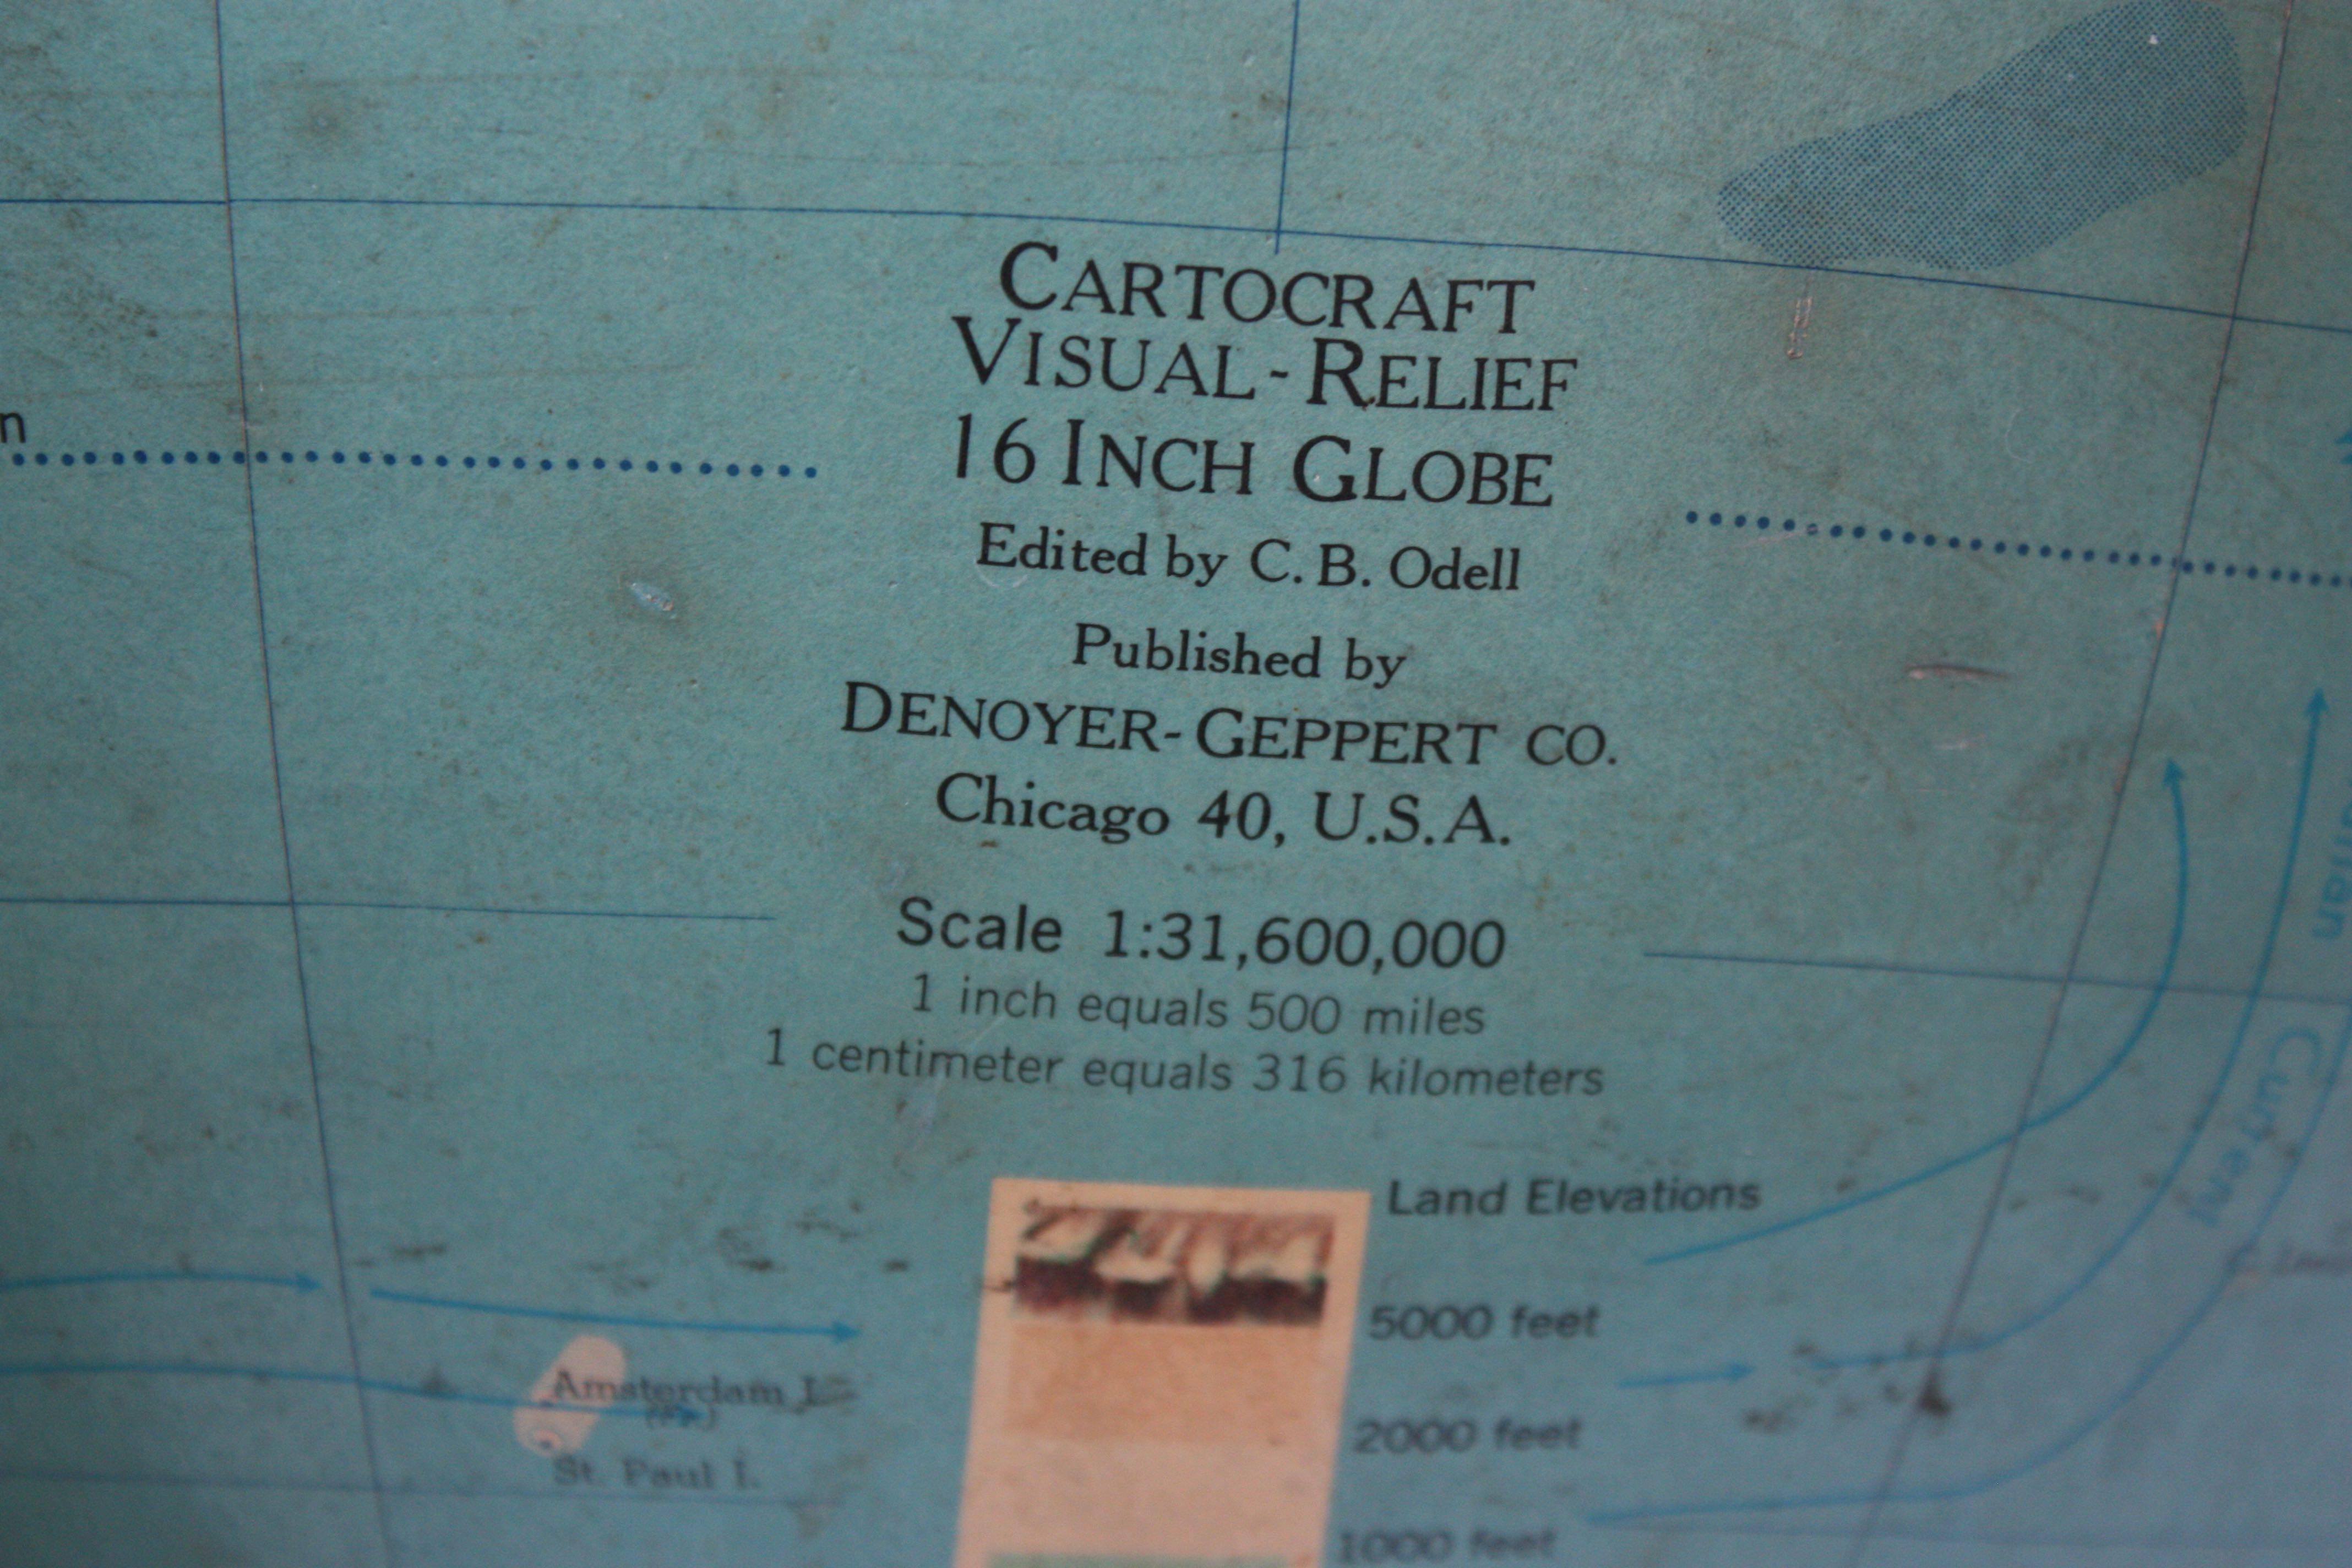 CARTOCRAFT
VISUAL-RELIEF
16 INCH GLOBE
Edited by C. B. Odell
Published by
DENOYER-GEPPERT CO.
Chicago 40, U.S.A.
Scale 1:31,600,000
1 inch equals 500 miles
1 centimeter equals 316 kilometers
Land Elevations
5000 feet
2000 feet
1000 feet
Amsterdam I.
(Fr.)
St. Paul I.
n
lian
Current